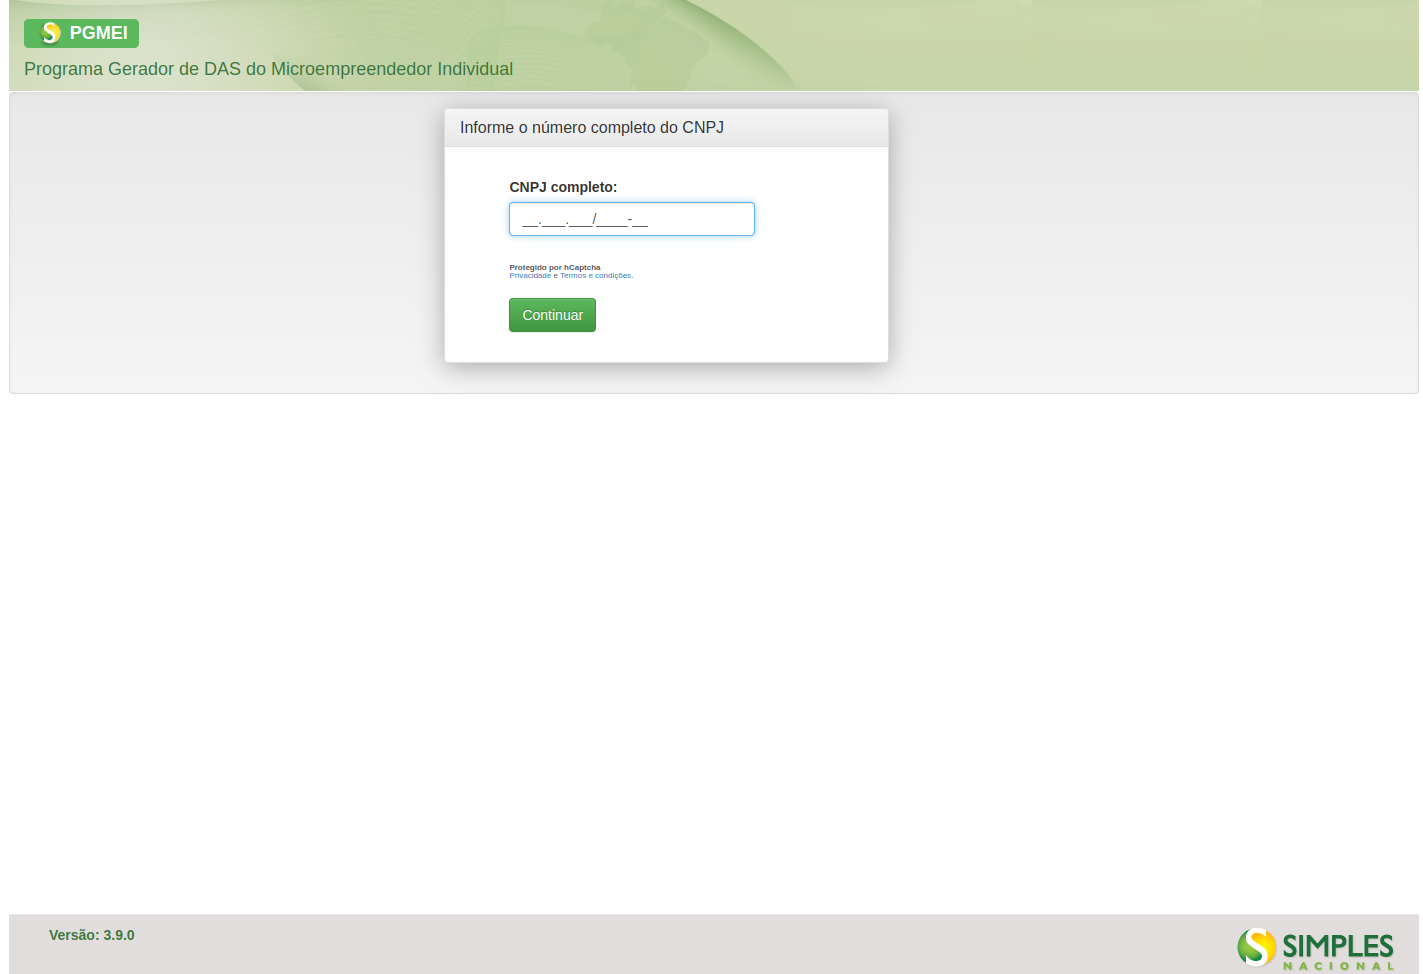 PGMEI
Programa Gerador de DAS do Microempreendedor Individual
Informe o número completo do CNPJ
CNPJ completo:
__.___.___/____-__
Protegido por hCaptcha
Privacidade e Termos e condições.
Continuar
Versão: 3.9.0
SIMPLES
NACIONAL